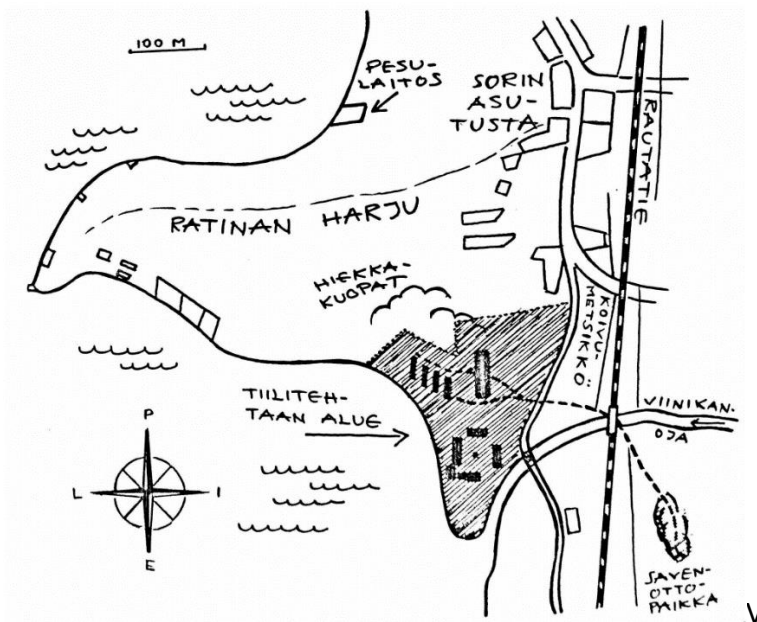 100 M
PESU-
LAITOS
SORIN
ASU-
TUSTA
RAUTATIE
RATINAN HARJU
HIEKKA-
KUOPAT
KOIVU-
METSIKKÖ
TIILITEH-
TAAN ALUE
VIINIKAN-
OJA
P
L
I
E
SAVEN-
OTTO-
PAIKKA
V